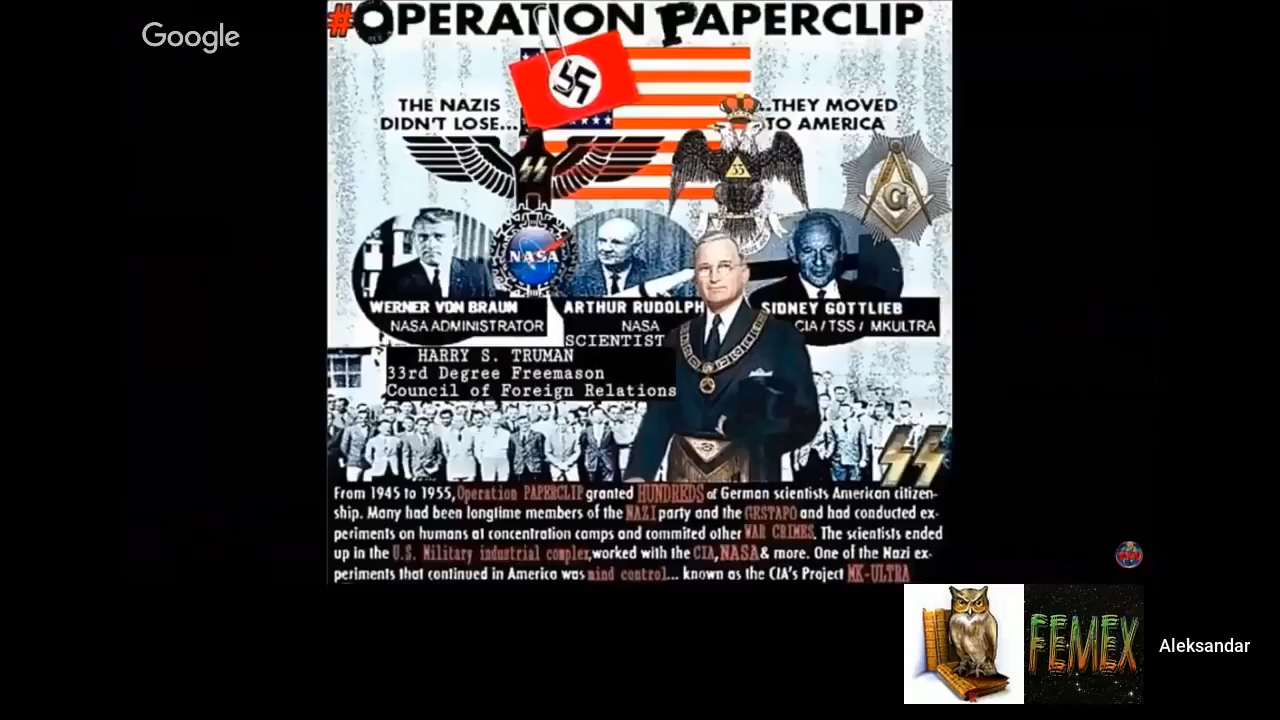 Google
#OPERATION PAPERCLIP
THE NAZIS
DIDN'T LOSE...
...THEY MOVED
TO AMERICA
33
G
NASA
WERNER VON BRAUN
NASA ADMINISTRATOR
ARTHUR RUDOLPH
NASA
SCIENTIST
SIDNEY GOTTLIEB
CIA / TSS / MKULTRA
HARRY S. TRUMAN
33rd Degree Freemason
Council of Foreign Relations
From 1945 to 1955, Operation PAPERCLIP granted HUNDREDS of German scientists American citizen-
ship. Many had been longtime members of the NAZI party and the GESTAPO and had conducted ex-
periments on humans at concentration camps and commited other WAR CRIMES. The scientists ended
up in the U.S. Military industrial complex, worked with the CIA, NASA & more. One of the Nazi ex-
periments that continued in America was mind control... known as the CIA's Project MK-ULTRA
FEMEX
Aleksandar